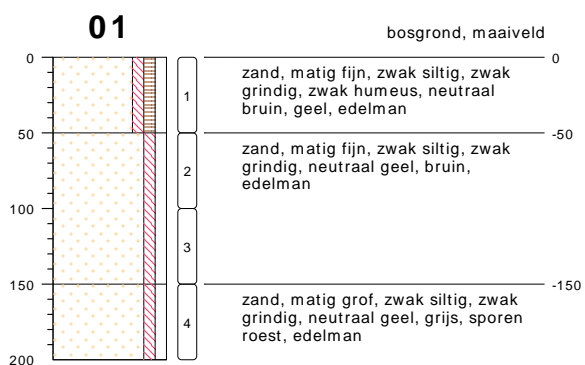 01
bosgrond, maaiveld
0
0
zand, matig fijn, zwak siltig, zwak
grindig, zwak humeus, neutraal
bruin, geel, edelman
1
50
-50
zand, matig fijn, zwak siltig, zwak
grindig, neutraal geel, bruin,
edelman
2
100
3
150
-150
zand, matig grof, zwak siltig, zwak
grindig, neutraal geel, grijs, sporen
roest, edelman
4
200